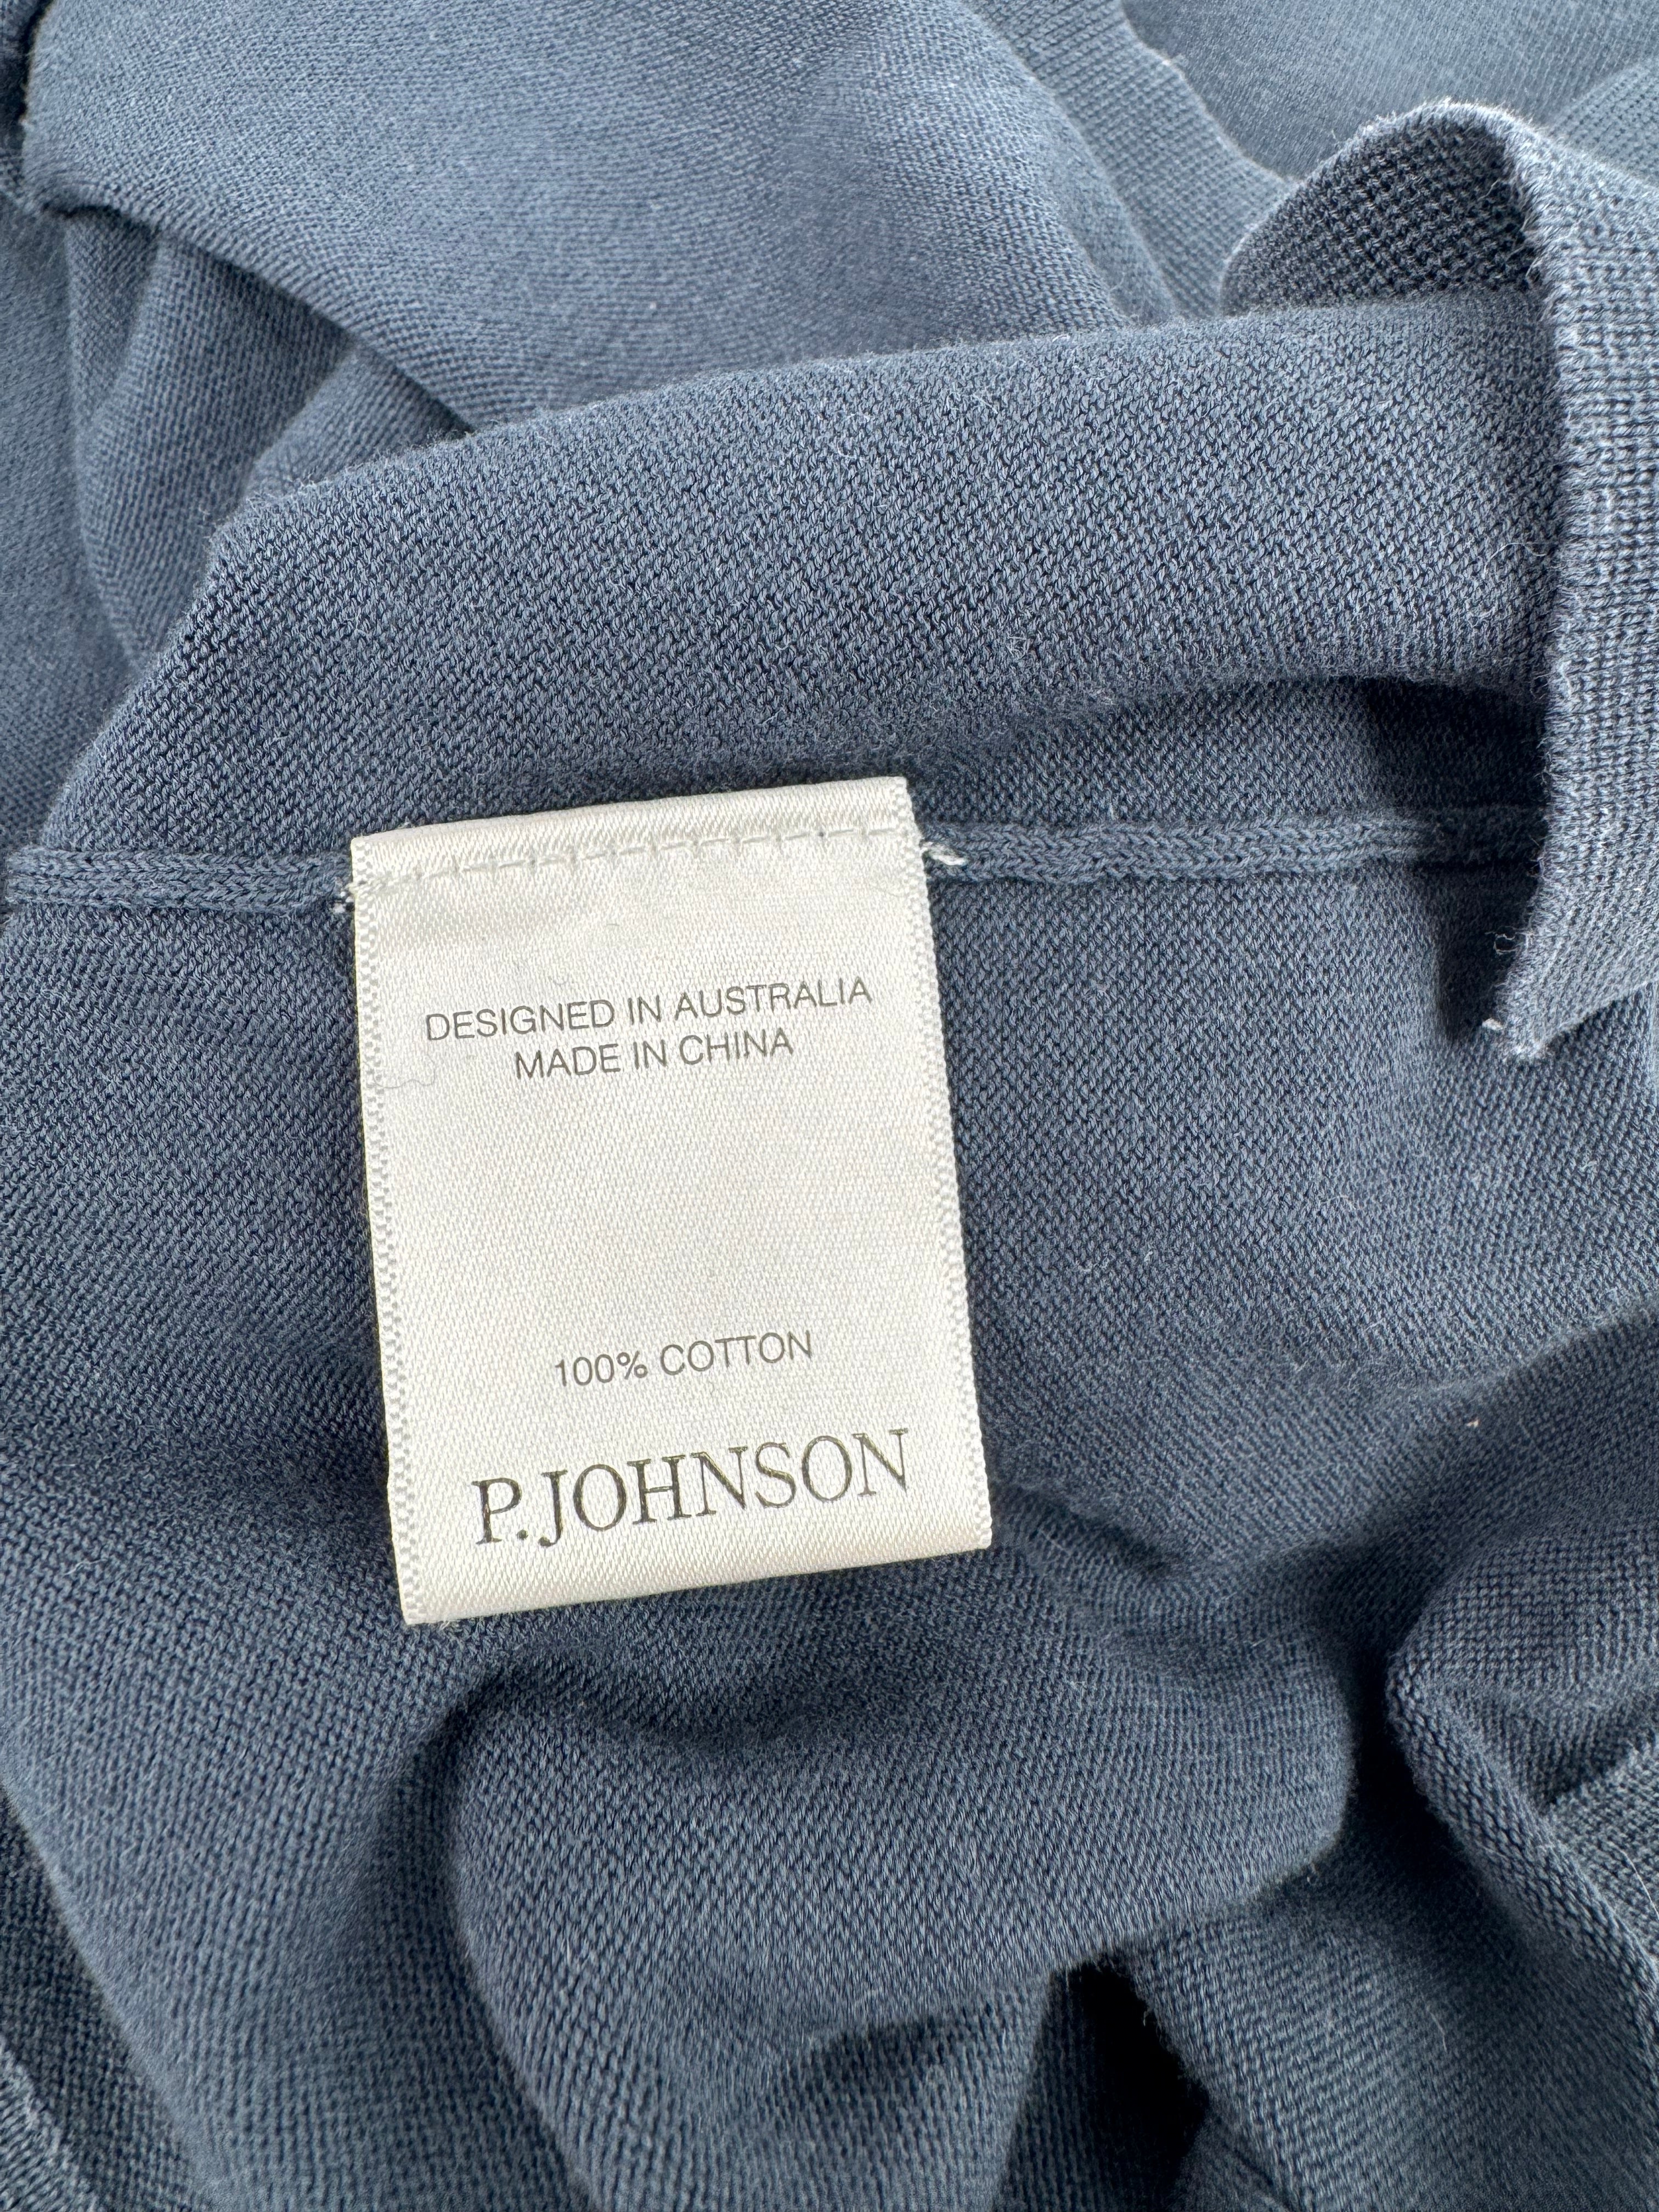 DESIGNED IN AUSTRALIA
MADE IN CHINA
100% COTTON
P.JOHNSON